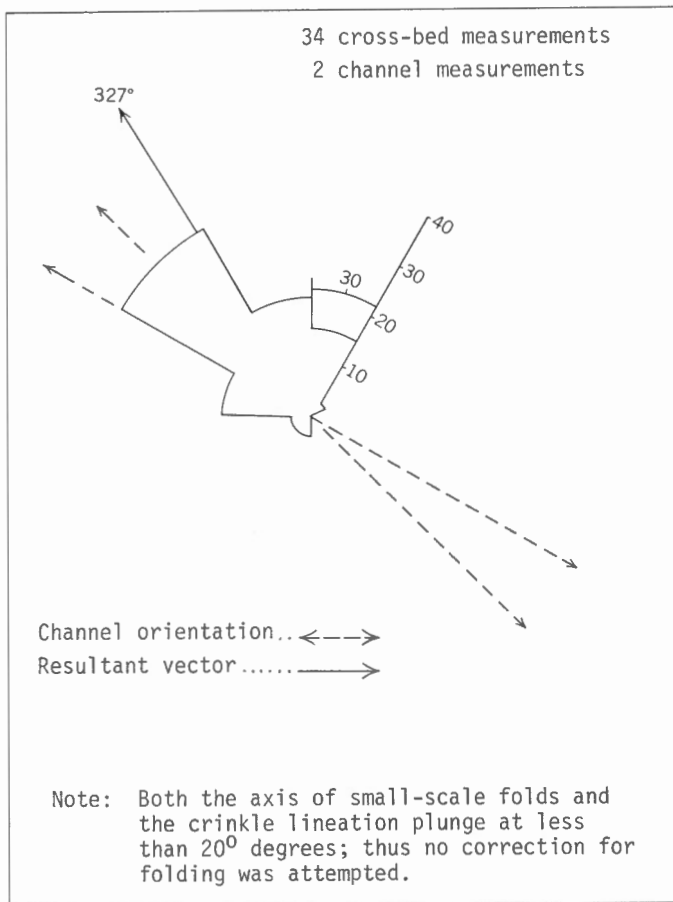 34 cross-bed measurements
2 channel measurements
327°
40
30
30
20
10
Channel orientation..
Resultant vector......
Note: Both the axis of small-scale folds and
the crinkle lineation plunge at less
than 20⁰ degrees; thus no correction for
folding was attempted.